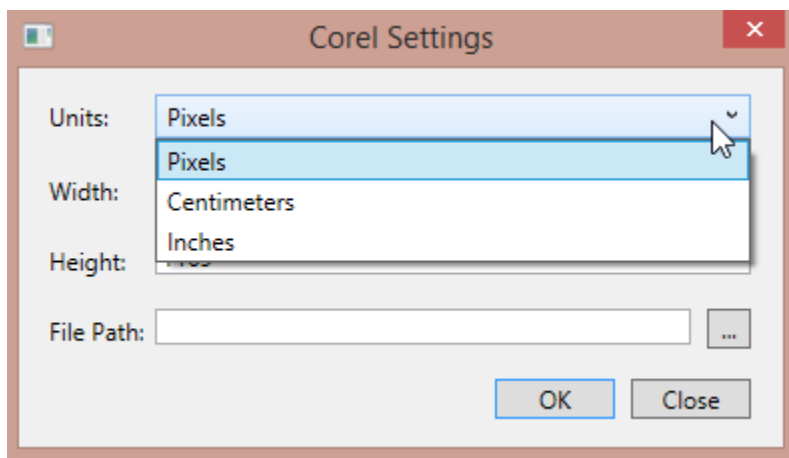 Corel Settings
Units: Pixels
Pixels
Width:
Centimeters
Inches
Height:
File Path: ...
OK Close